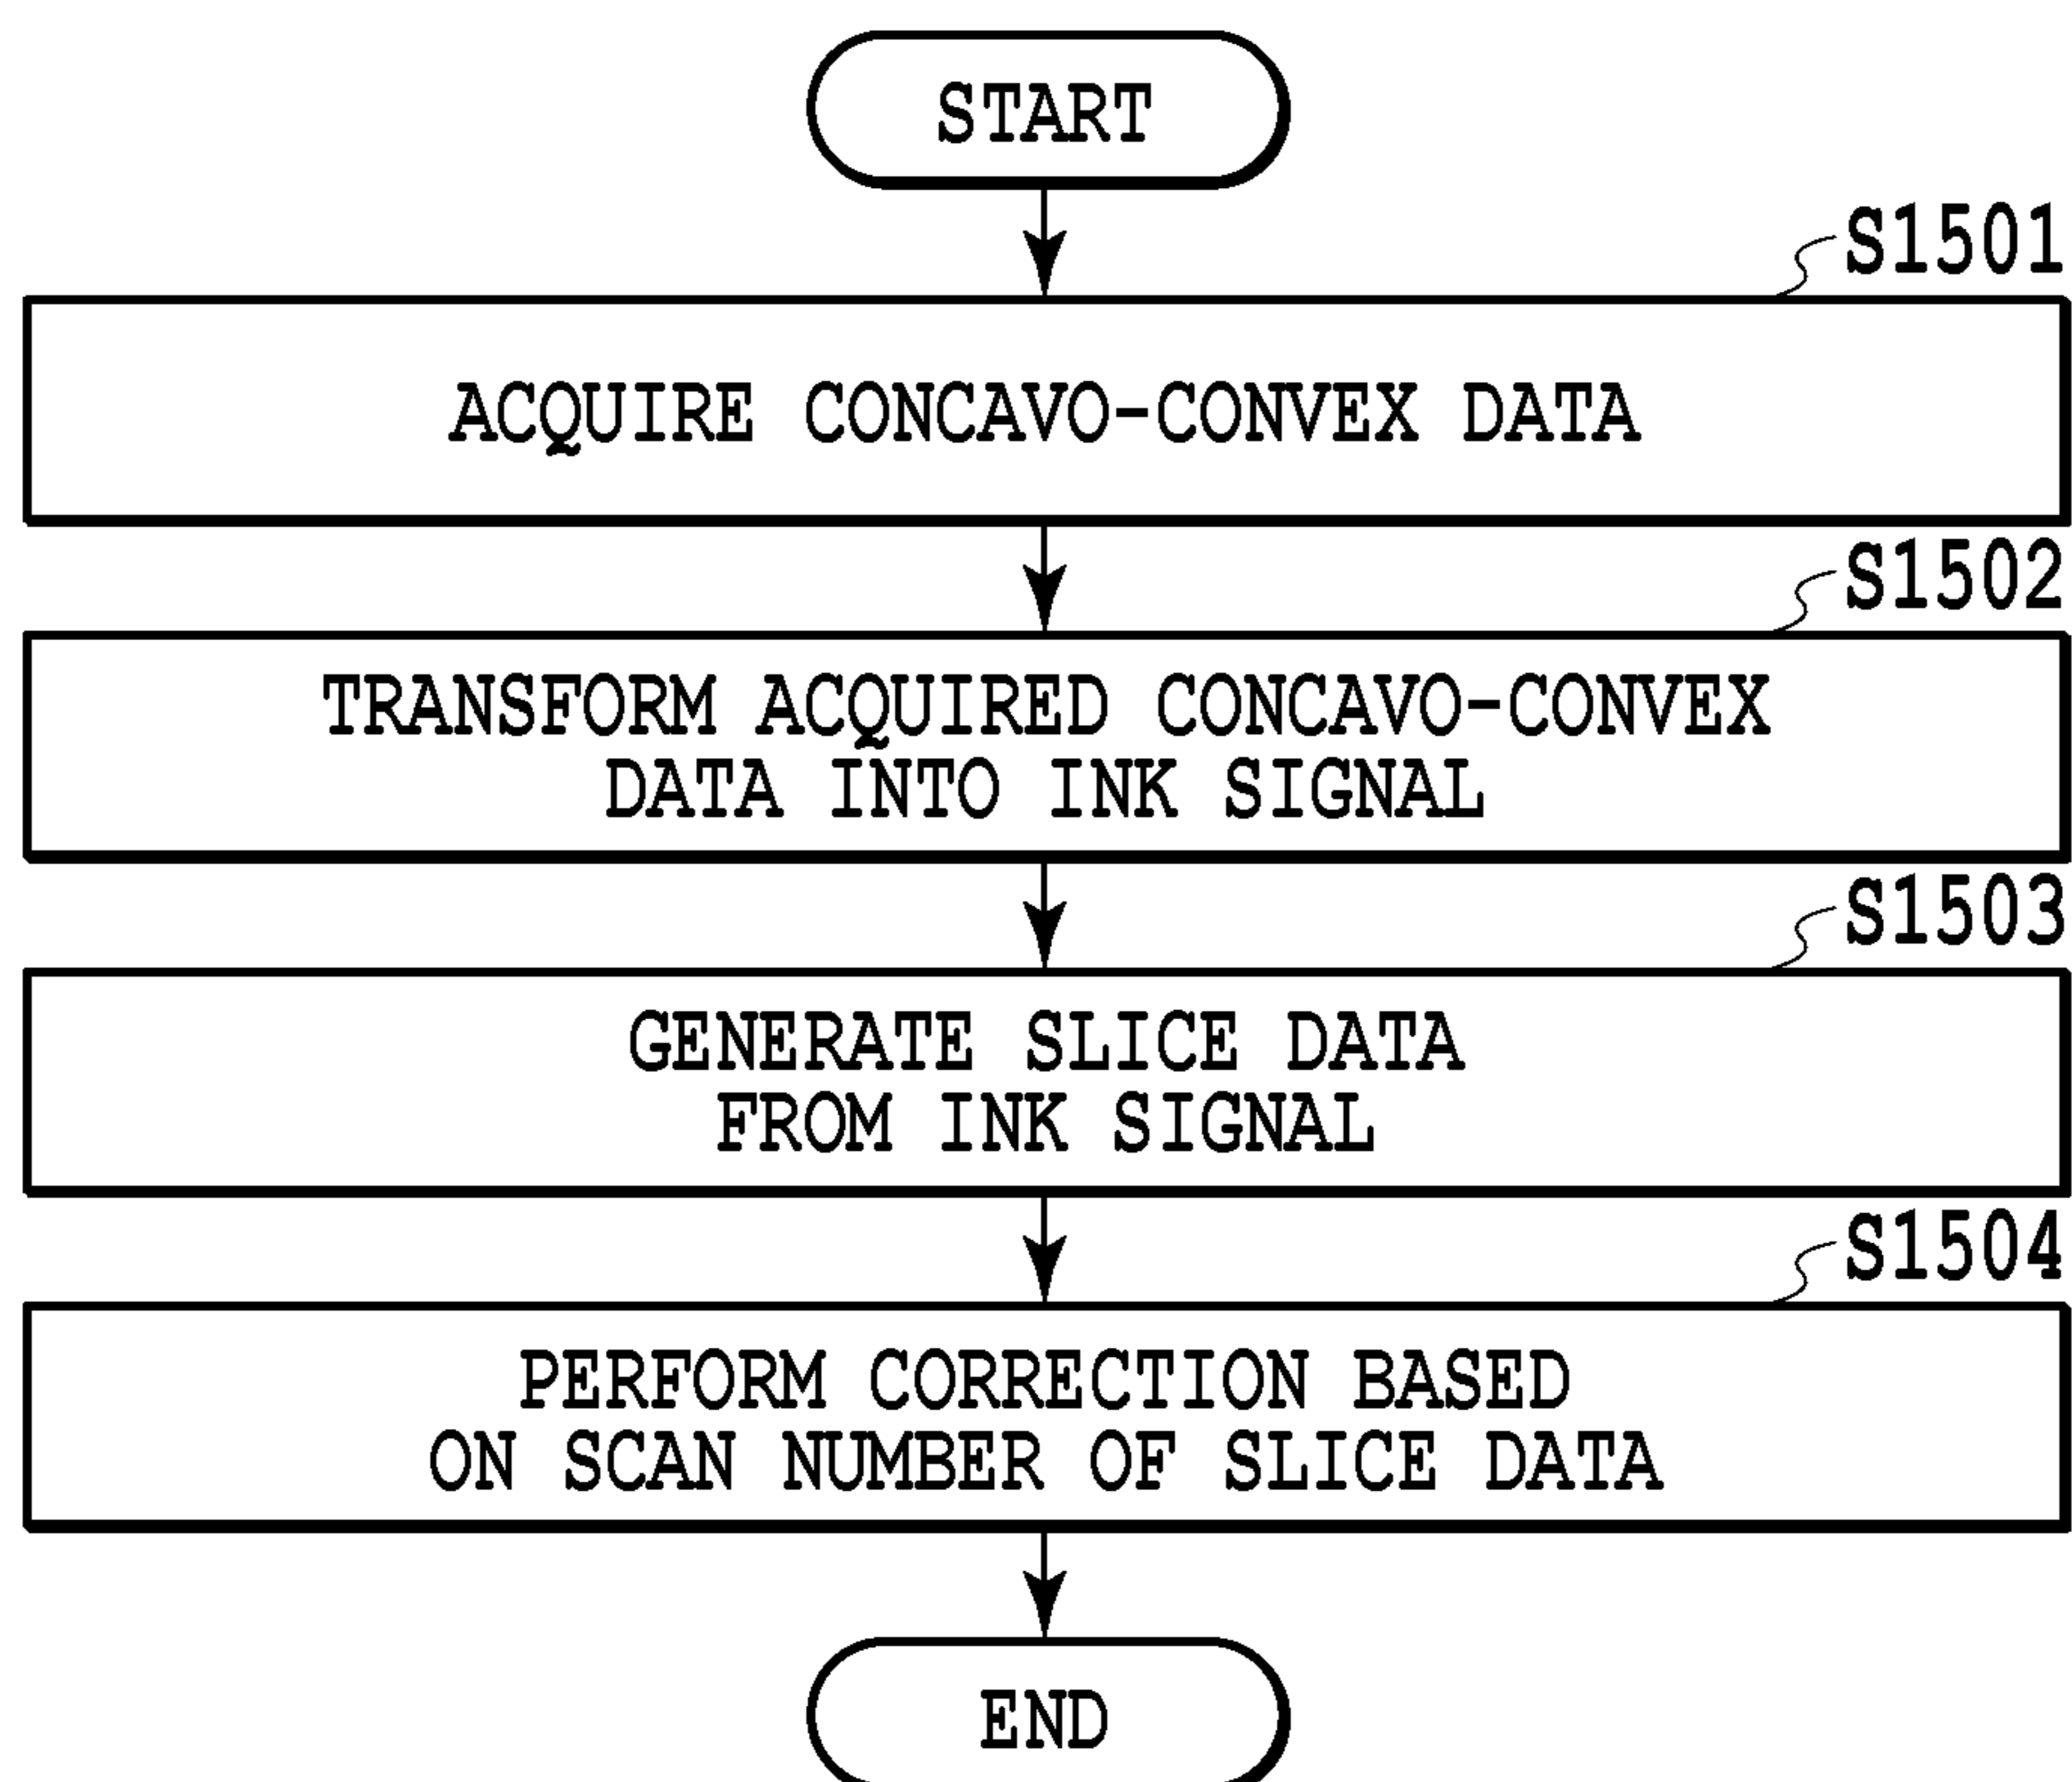 START
S1501
ACQUIRE CONCAVO-CONVEX DATA
S1502
TRANSFORM ACQUIRED CONCAVO-CONVEX
DATA INTO INK SIGNAL
S1503
GENERATE SLICE DATA
FROM INK SIGNAL
S1504
PERFORM CORRECTION BASED
ON SCAN NUMBER OF SLICE DATA
END